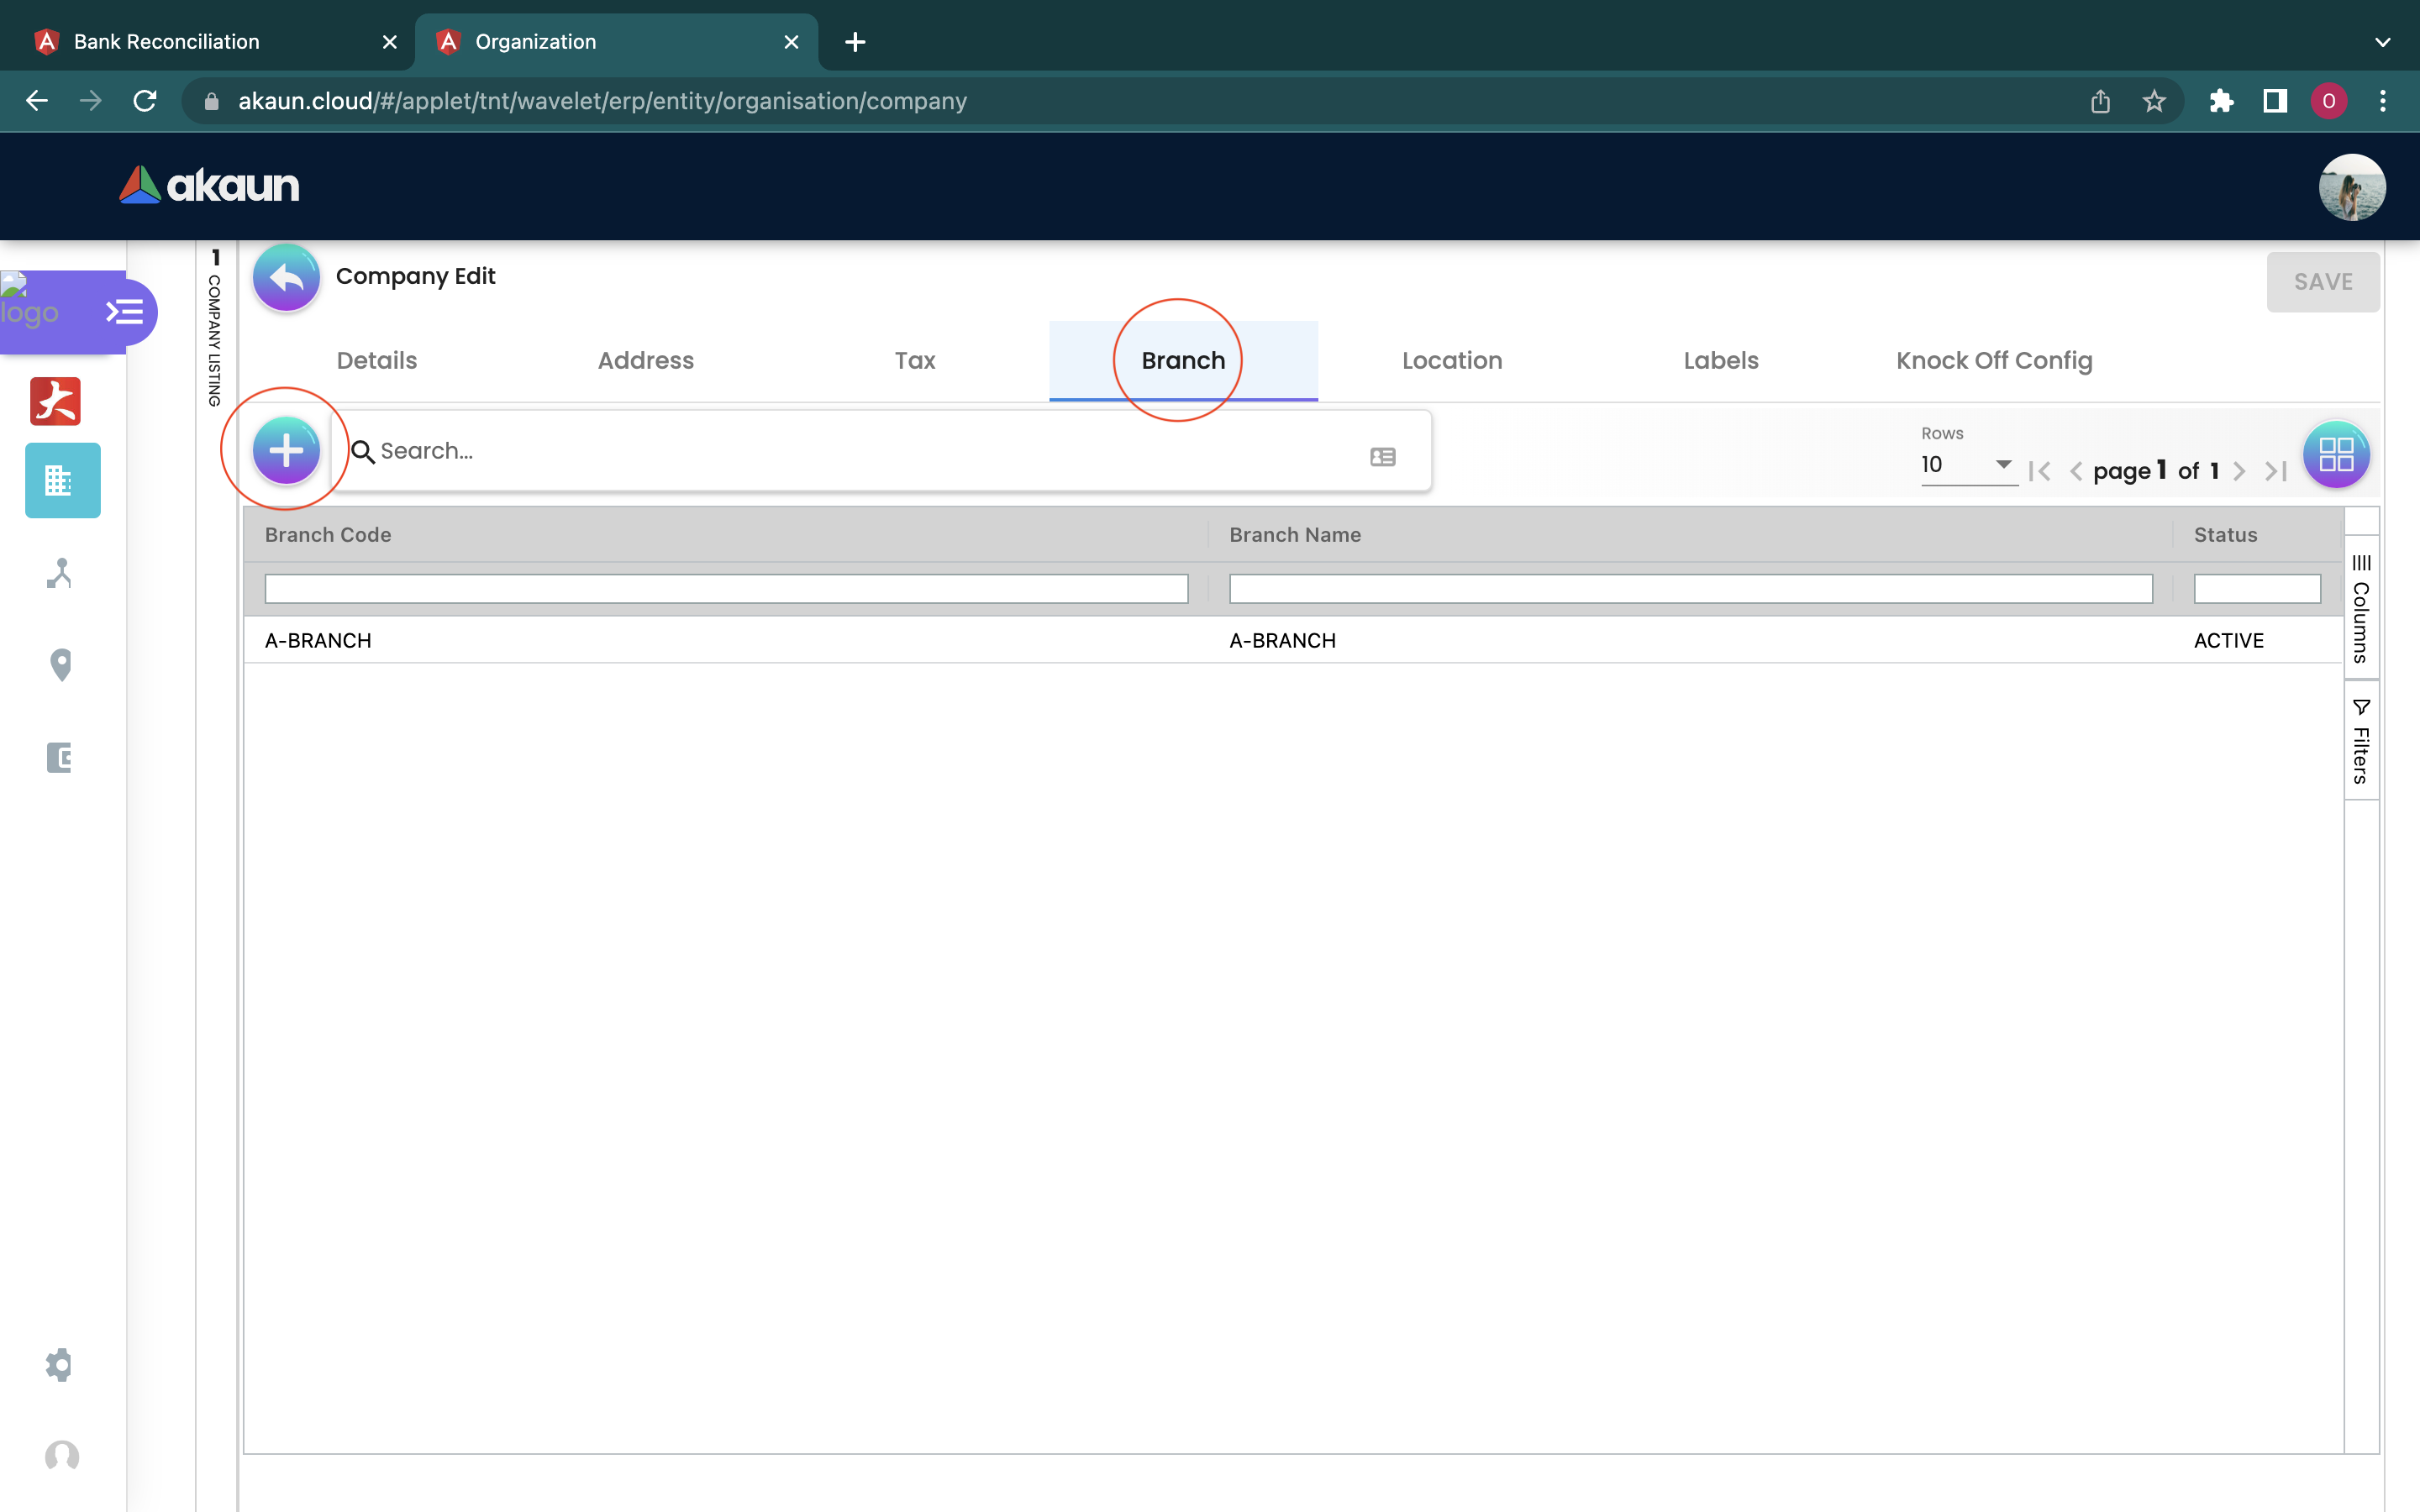 Bank Reconciliation
Organization
akaun.cloud/#/applet/tnt/wavelet/erp/entity/organisation/company
O
akaun
logo
1 COMPANY LISTING
Company Edit
SAVE
Details Address Tax Branch Location Labels Knock Off Config
Search...
Rows
10
page 1 of 1
Branch Code Branch Name Status
A-BRANCH A-BRANCH ACTIVE
Columns
Filters